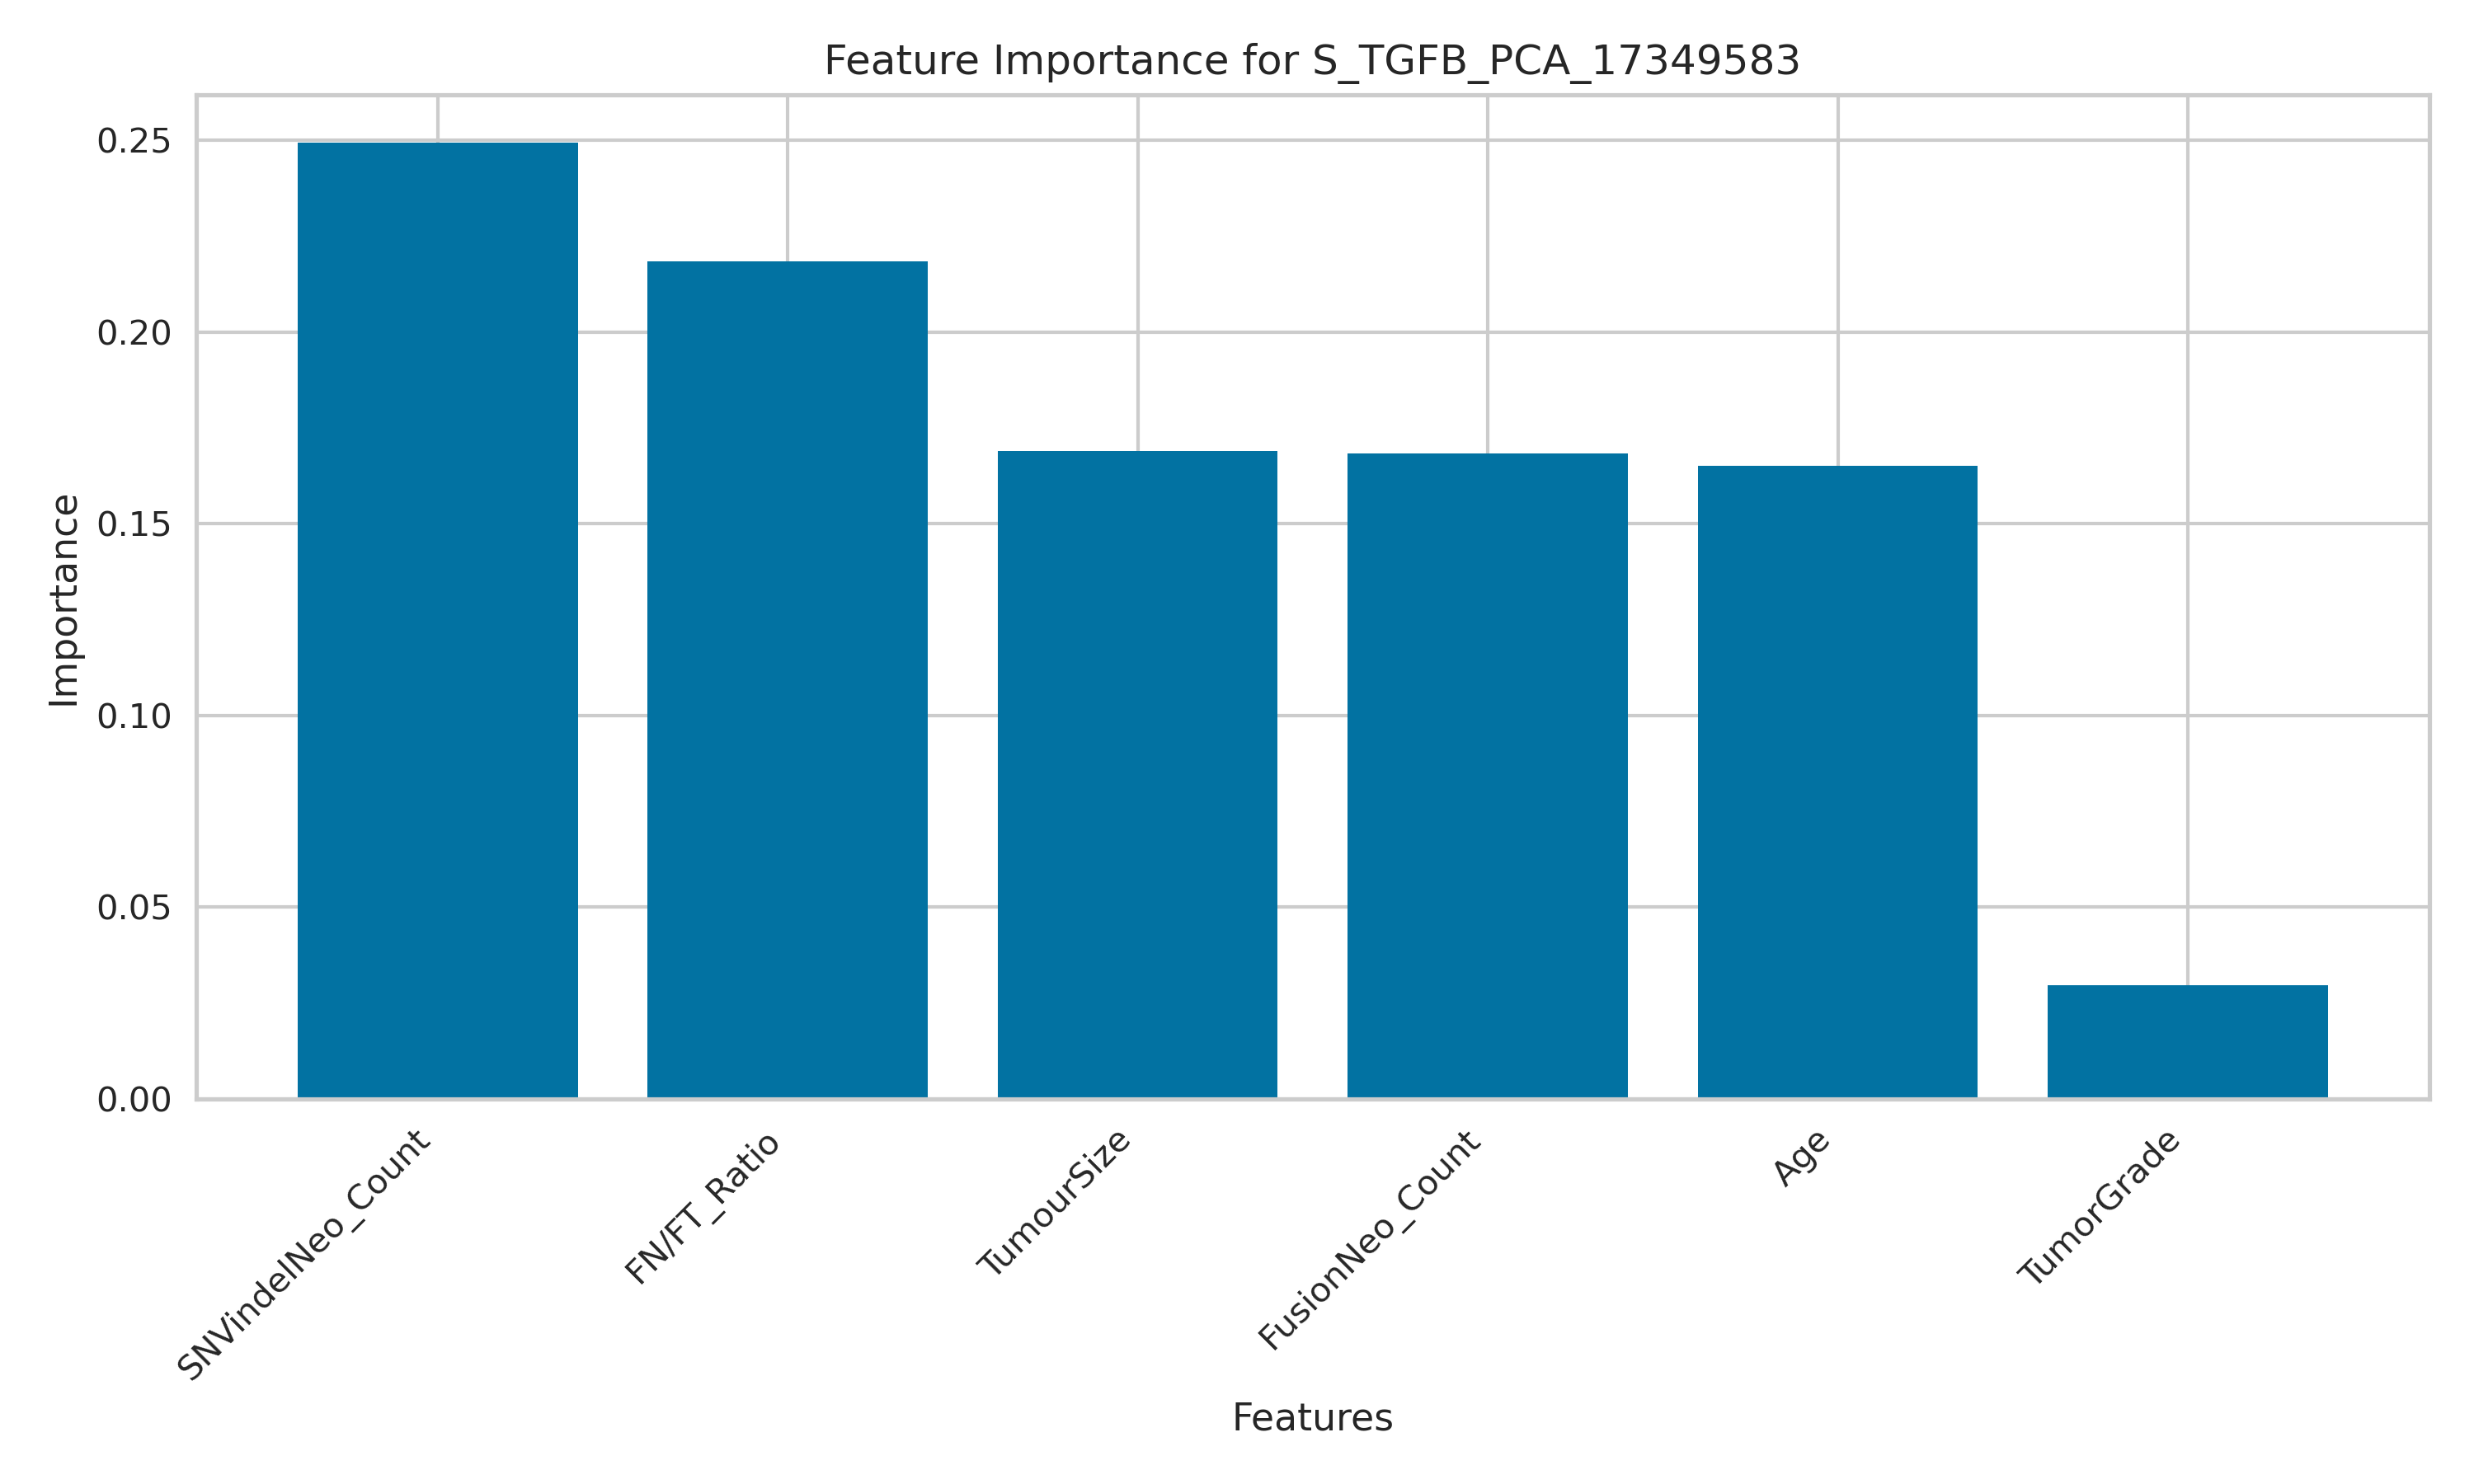 Feature Importance for S_TGFB_PCA_17349583
Importance
0.25
0.20
0.15
0.10
0.05
0.00
SNVindelNeo_Count
FN/FT_Ratio
TumourSize
FusionNeo_Count
Age
TumorGrade
Features